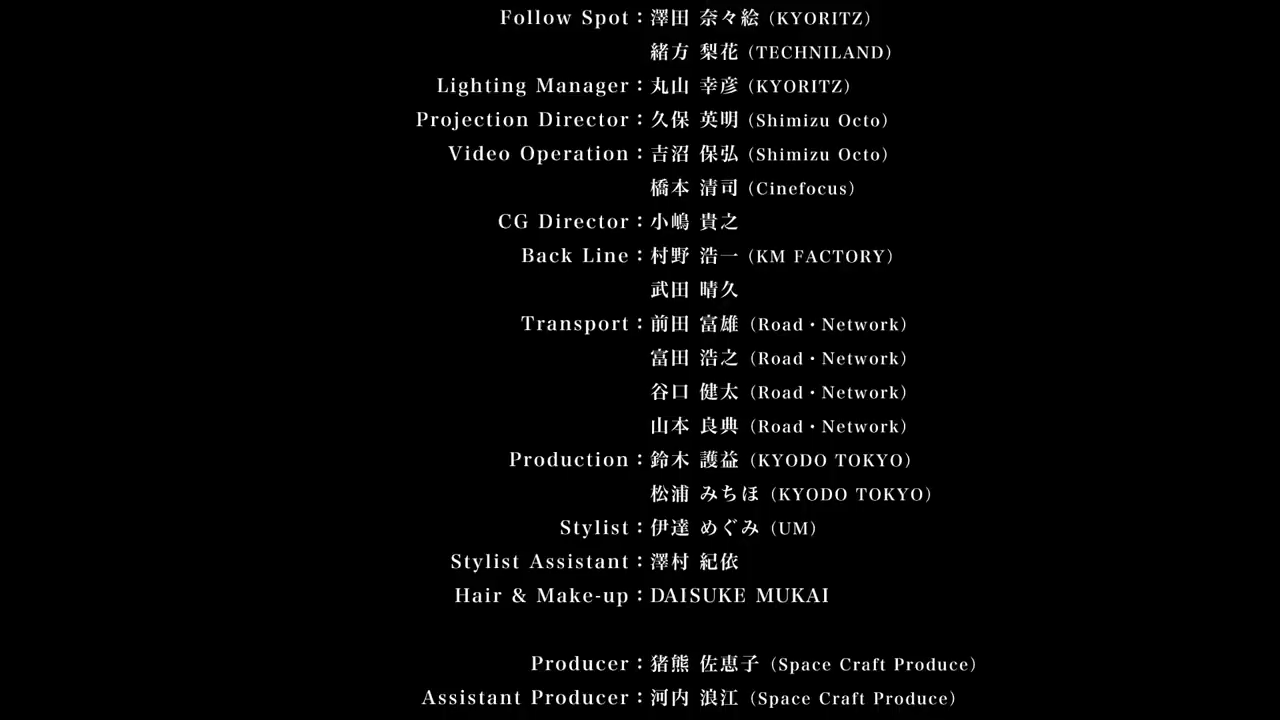 Follow Spot：澤田 奈々絵（KYORITZ）
緒方 梨花（TECHNILAND）
Lighting Manager：丸山 幸彦（KYORITZ）
Projection Director：久保 英明（Shimizu Octo）
Video Operation：吉沼 保弘（Shimizu Octo）
橋本 清司（Cinefocus）
CG Director：小嶋 貴之
Back Line：村野 浩一（KM FACTORY）
武田 晴久
Transport：前田 富雄（Road・Network）
富田 浩之（Road・Network）
谷口 健太（Road・Network）
山本 良典（Road・Network）
Production：鈴木 護益（KYODO TOKYO）
松浦 みちほ（KYODO TOKYO）
Stylist：伊達 めぐみ（UM）
Stylist Assistant：澤村 紀依
Hair & Make-up：DAISUKE MUKAI
Producer：猪熊 佐恵子（Space Craft Produce）
Assistant Producer：河内 浪江（Space Craft Produce）